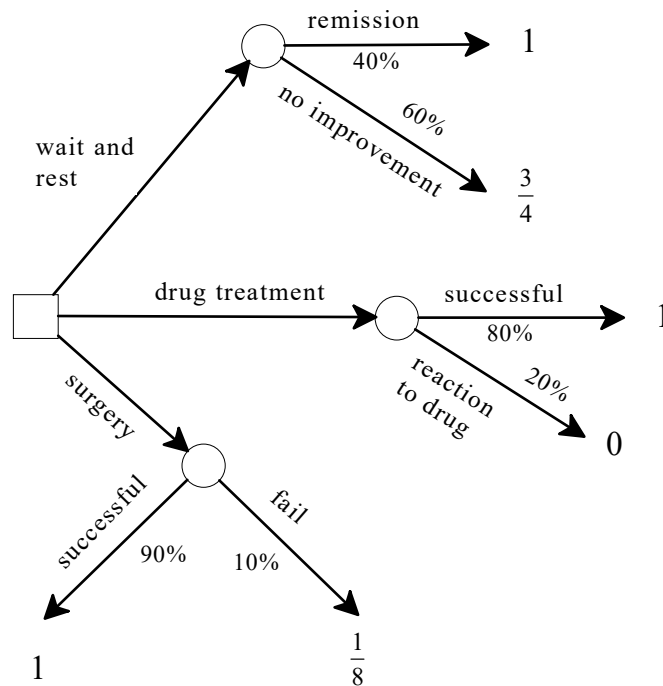 remission
1
40%
60%
no improvement
wait and
rest
3/4
drug treatment
successful
1
80%
reaction
to drug
20%
0
surgery
successful
fail
90%
10%
1
1/8